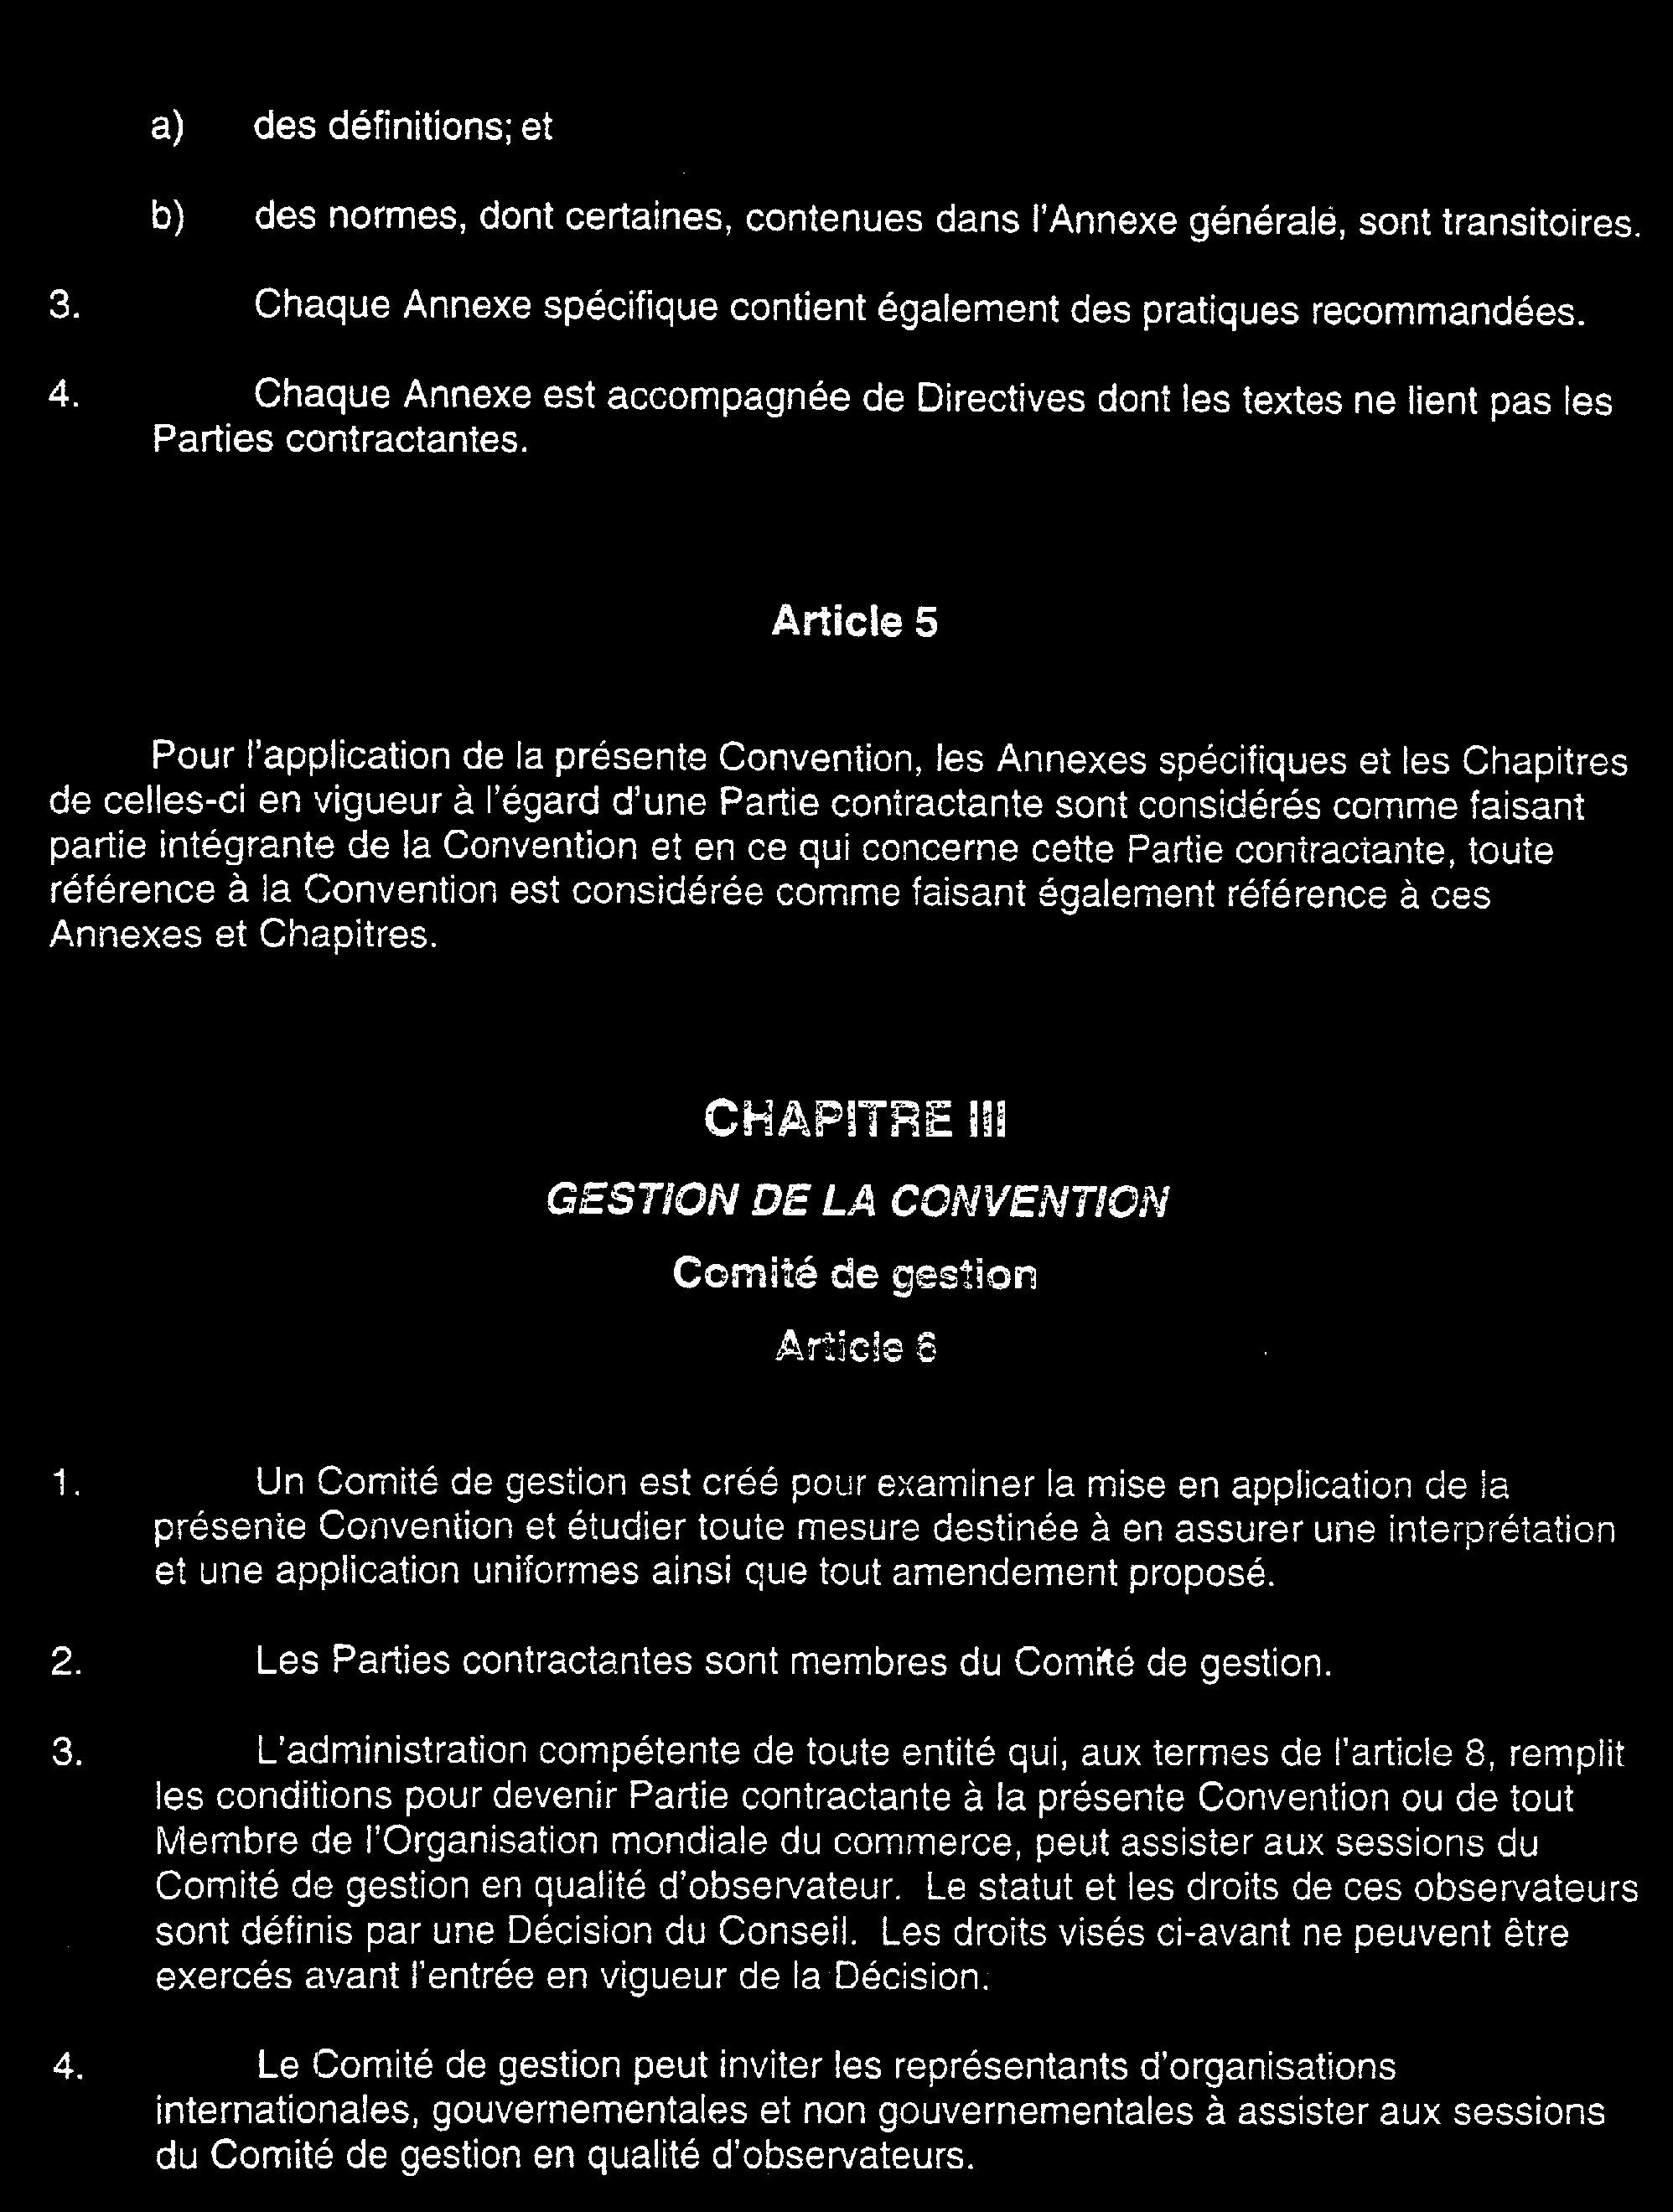 a) des définitions; et
b) des normes, dont certaines, contenues dans l'Annexe générale, sont transitoires.
3. Chaque Annexe spécifique contient également des pratiques recommandées.
4. Chaque Annexe est accompagnée de Directives dont les textes ne lient pas les
Parties contractantes.
Article 5
Pour l'application de la présente Convention, les Annexes spécifiques et les Chapitres
de celles-ci en vigueur à l'égard d'une Partie contractante sont considérés comme faisant
partie intégrante de la Convention et en ce qui concerne cette Partie contractante, toute
référence à la Convention est considérée comme faisant également référence à ces
Annexes et Chapitres.
CHAPITRE III
GESTION DE LA CONVENTION
Comité de gestion
Article 6
1. Un Comité de gestion est créé pour examiner la mise en application de la
présente Convention et étudier toute mesure destinée à en assurer une interprétation
et une application uniformes ainsi que tout amendement proposé.
2. Les Parties contractantes sont membres du Comité de gestion.
3. L'administration compétente de toute entité qui, aux termes de l'article 8, remplit
les conditions pour devenir Partie contractante à la présente Convention ou de tout
Membre de l'Organisation mondiale du commerce, peut assister aux sessions du
Comité de gestion en qualité d'observateur. Le statut et les droits de ces observateurs
sont définis par une Décision du Conseil. Les droits visés ci-avant ne peuvent être
exercés avant l'entrée en vigueur de la Décision.
4. Le Comité de gestion peut inviter les représentants d'organisations
internationales, gouvernementales et non gouvernementales à assister aux sessions
du Comité de gestion en qualité d'observateurs.